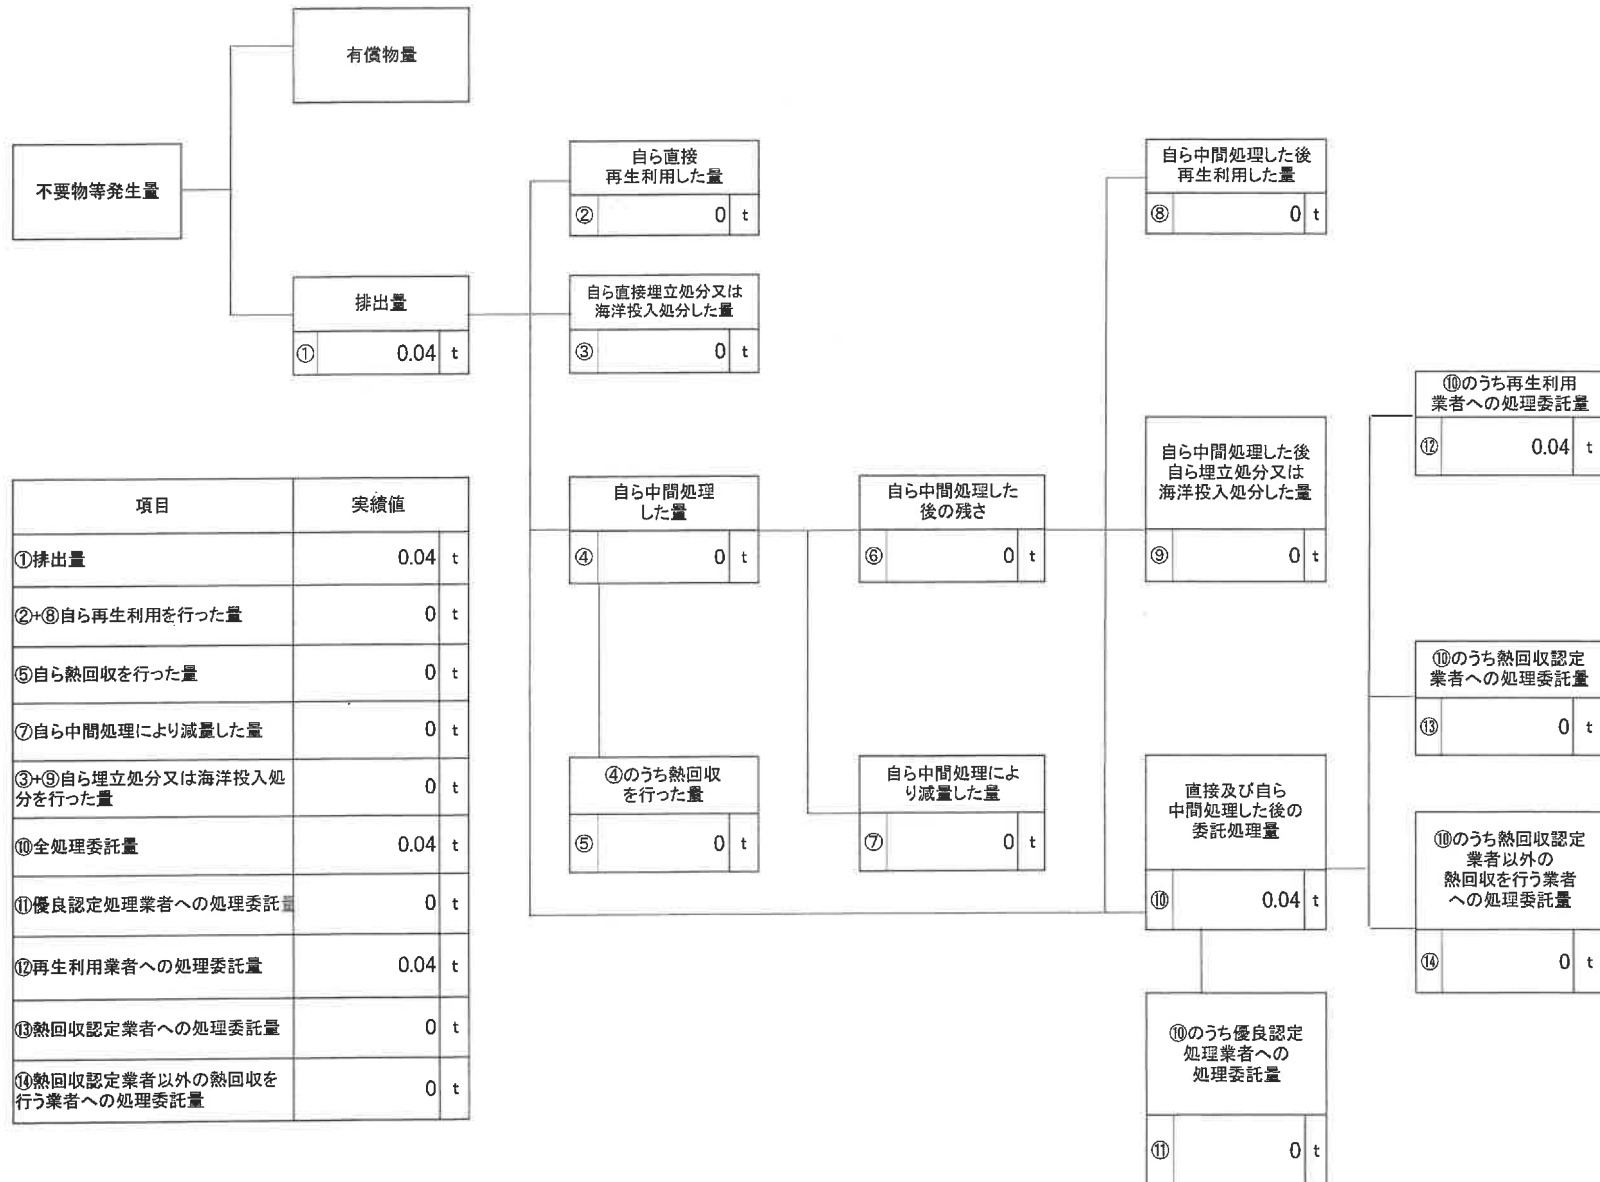 有償物量
不要物等発生量
排出量
① 0.04 t
自ら直接
再生利用した量
② 0 t
自ら直接埋立処分又は
海洋投入処分した量
③ 0 t
自ら中間処理
した量
④ 0 t
④のうち熱回収
を行った量
⑤ 0 t
自ら中間処理した
後の残さ
⑥ 0 t
自ら中間処理によ
り減量した量
⑦ 0 t
自ら中間処理した後
再生利用した量
⑧ 0 t
自ら中間処理した後
自ら埋立処分又は
海洋投入処分した量
⑨ 0 t
直接及び自ら
中間処理した後の
委託処理量
⑩ 0.04 t
⑩のうち優良認定
処理業者への
処理委託量
⑪ 0 t
⑩のうち再生利用
業者への処理委託量
⑫ 0.04 t
⑩のうち熱回収認定
業者への処理委託量
⑬ 0 t
⑩のうち熱回収認定
業者以外の
熱回収を行う業者
への処理委託量
⑭ 0 t
項目 実績値
①排出量 0.04 t
②+⑧自ら再生利用を行った量 0 t
⑤自ら熱回収を行った量 0 t
⑦自ら中間処理により減量した量 0 t
③+⑨自ら埋立処分又は海洋投入処
分を行った量 0 t
⑩全処理委託量 0.04 t
⑪優良認定処理業者への処理委託量 0 t
⑫再生利用業者への処理委託量 0.04 t
⑬熱回収認定業者への処理委託量 0 t
⑭熱回収認定業者以外の熱回収を
行う業者への処理委託量 0 t